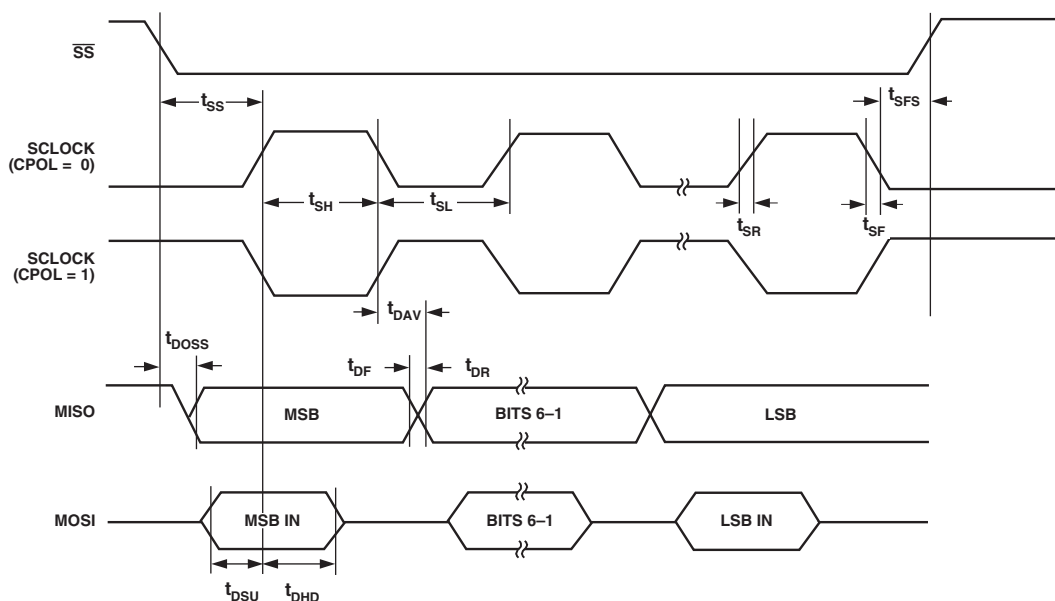 SS
tSS
tSFS
SCLOCK
(CPOL = 0)
tSH
tSL
tSR
tSF
SCLOCK
(CPOL = 1)
tDAV
tDOSS
tDF
tDR
MISO
MSB
BITS 6–1
LSB
MOSI
MSB IN
BITS 6–1
LSB IN
tDSU
tDHD